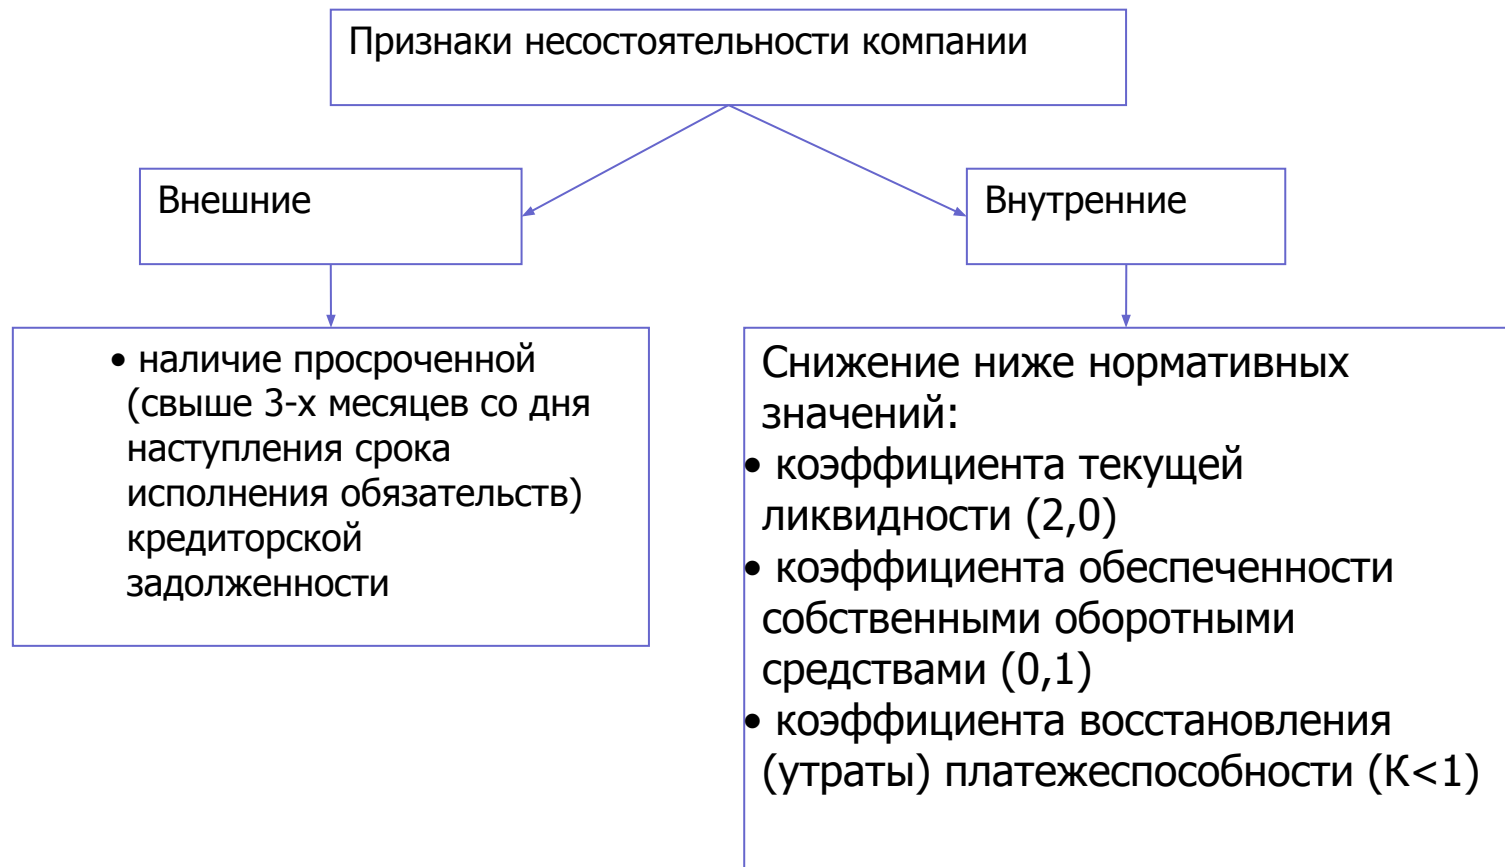 Признаки несостоятельности компании
Внешние
Внутренние
• наличие просроченной
(свыше 3-х месяцев со дня
наступления срока
исполнения обязательств)
кредиторской
задолженности
Снижение ниже нормативных
значений:
• коэффициента текущей
ликвидности (2,0)
• коэффициента обеспеченности
собственными оборотными
средствами (0,1)
• коэффициента восстановления
(утраты) платежеспособности (К<1)